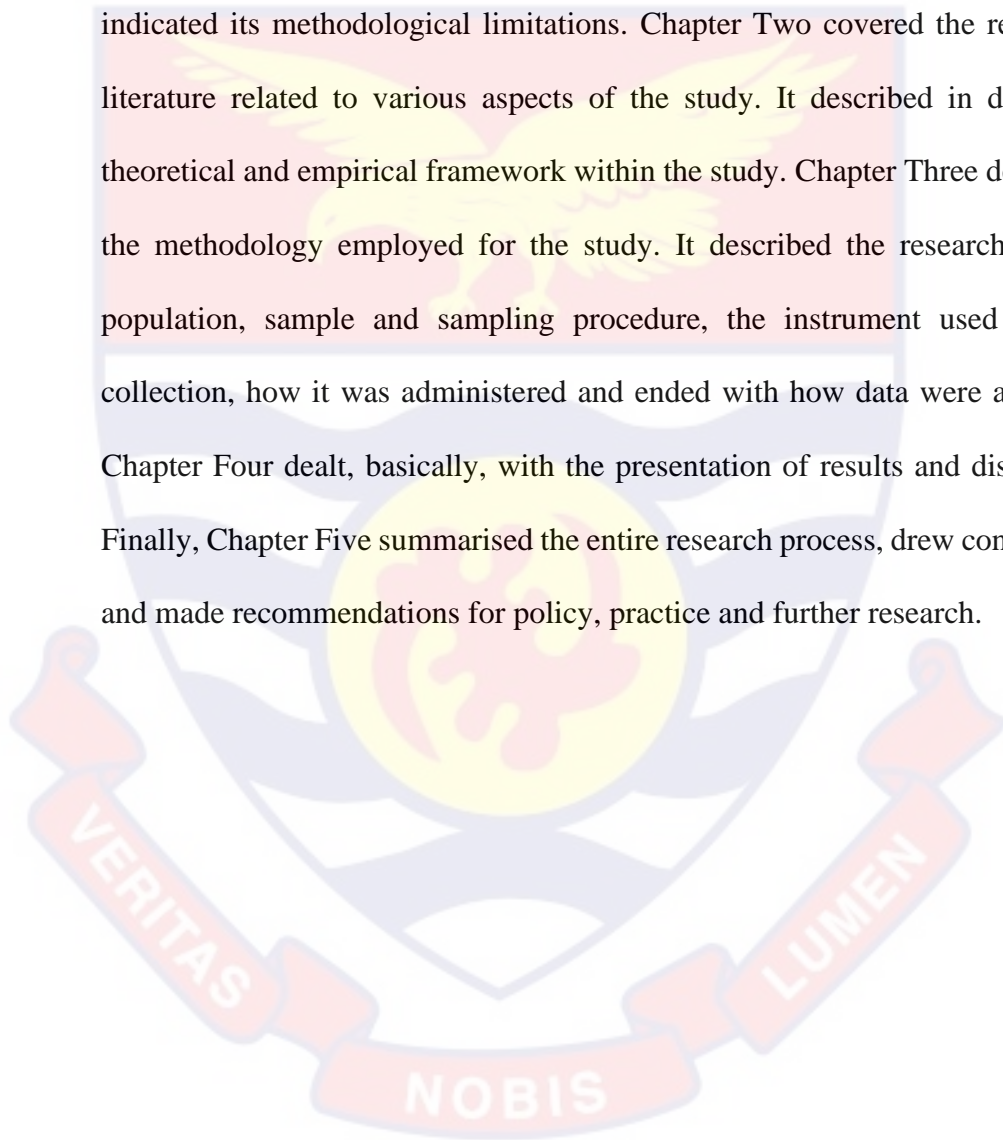 indicated its methodological limitations. Chapter Two covered the re
literature related to various aspects of the study. It described in d
theoretical and empirical framework within the study. Chapter Three d
the methodology employed for the study. It described the research
population, sample and sampling procedure, the instrument used
collection, how it was administered and ended with how data were a
Chapter Four dealt, basically, with the presentation of results and dis
Finally, Chapter Five summarised the entire research process, drew con
and made recommendations for policy, practice and further research.
VERITAS
NOBIS
LUMEN